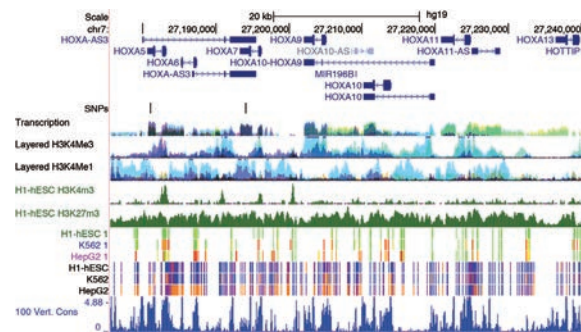 Scale 20 kb hg19
chr7: 27,190,000 27,200,000 27,210,000 27,220,000 27,230,000 27,240,000
HOXA-AS3 HOXA9 HOXA11 HOXA13
HOXA5 HOXA7 HOXA10-AS HOXA11-AS HOTTIP
HOXA6 HOXA10-HOXA9
HOXA-AS3 MIR196B
HOXA10
HOXA10
SNPs
Transcription
Layered H3K4Me3
Layered H3K4Me1
H1-hESC H3K4m3
H1-hESC H3K27m3
H1-hESC 1
K562 1
HepG2 1
H1-hESC
K562
HepG2
4.88 -
100 Vert. Cons
0